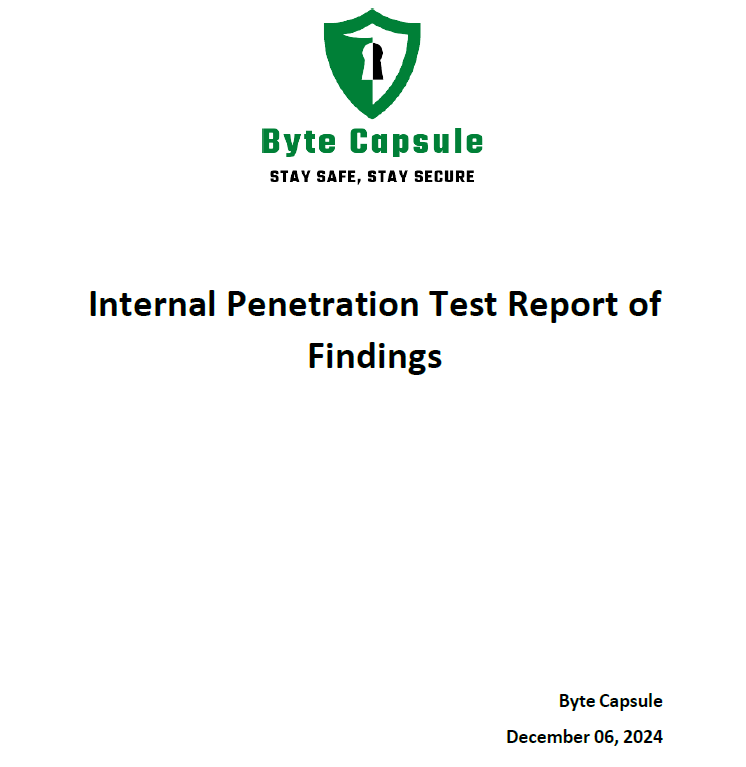 Byte Capsule
STAY SAFE, STAY SECURE
Internal Penetration Test Report of
Findings
Byte Capsule
December 06, 2024